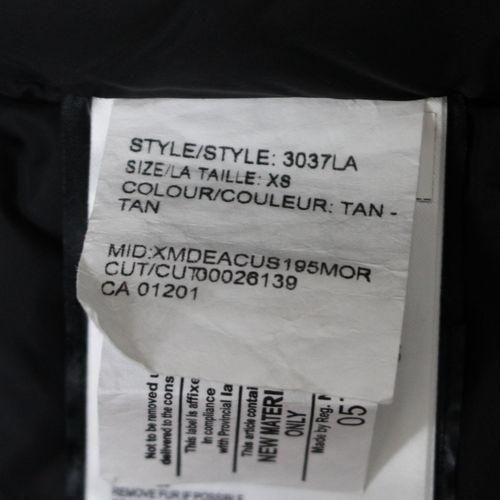 STYLE/STYLE: 3037LA
SIZE/LA TAILLE: XS
COLOUR/COULEUR: TAN -
TAN
MID:XMDEACUS195MOR
CUT/CUT00026139
CA 01201
Not to be removed
delivered to the cons
This label is affixe
in compliance
with Provincial la
This article contai
NEW MATERI
ONLY
Made by Reg. N
05
REMOVE FUR IF POSSIBLE